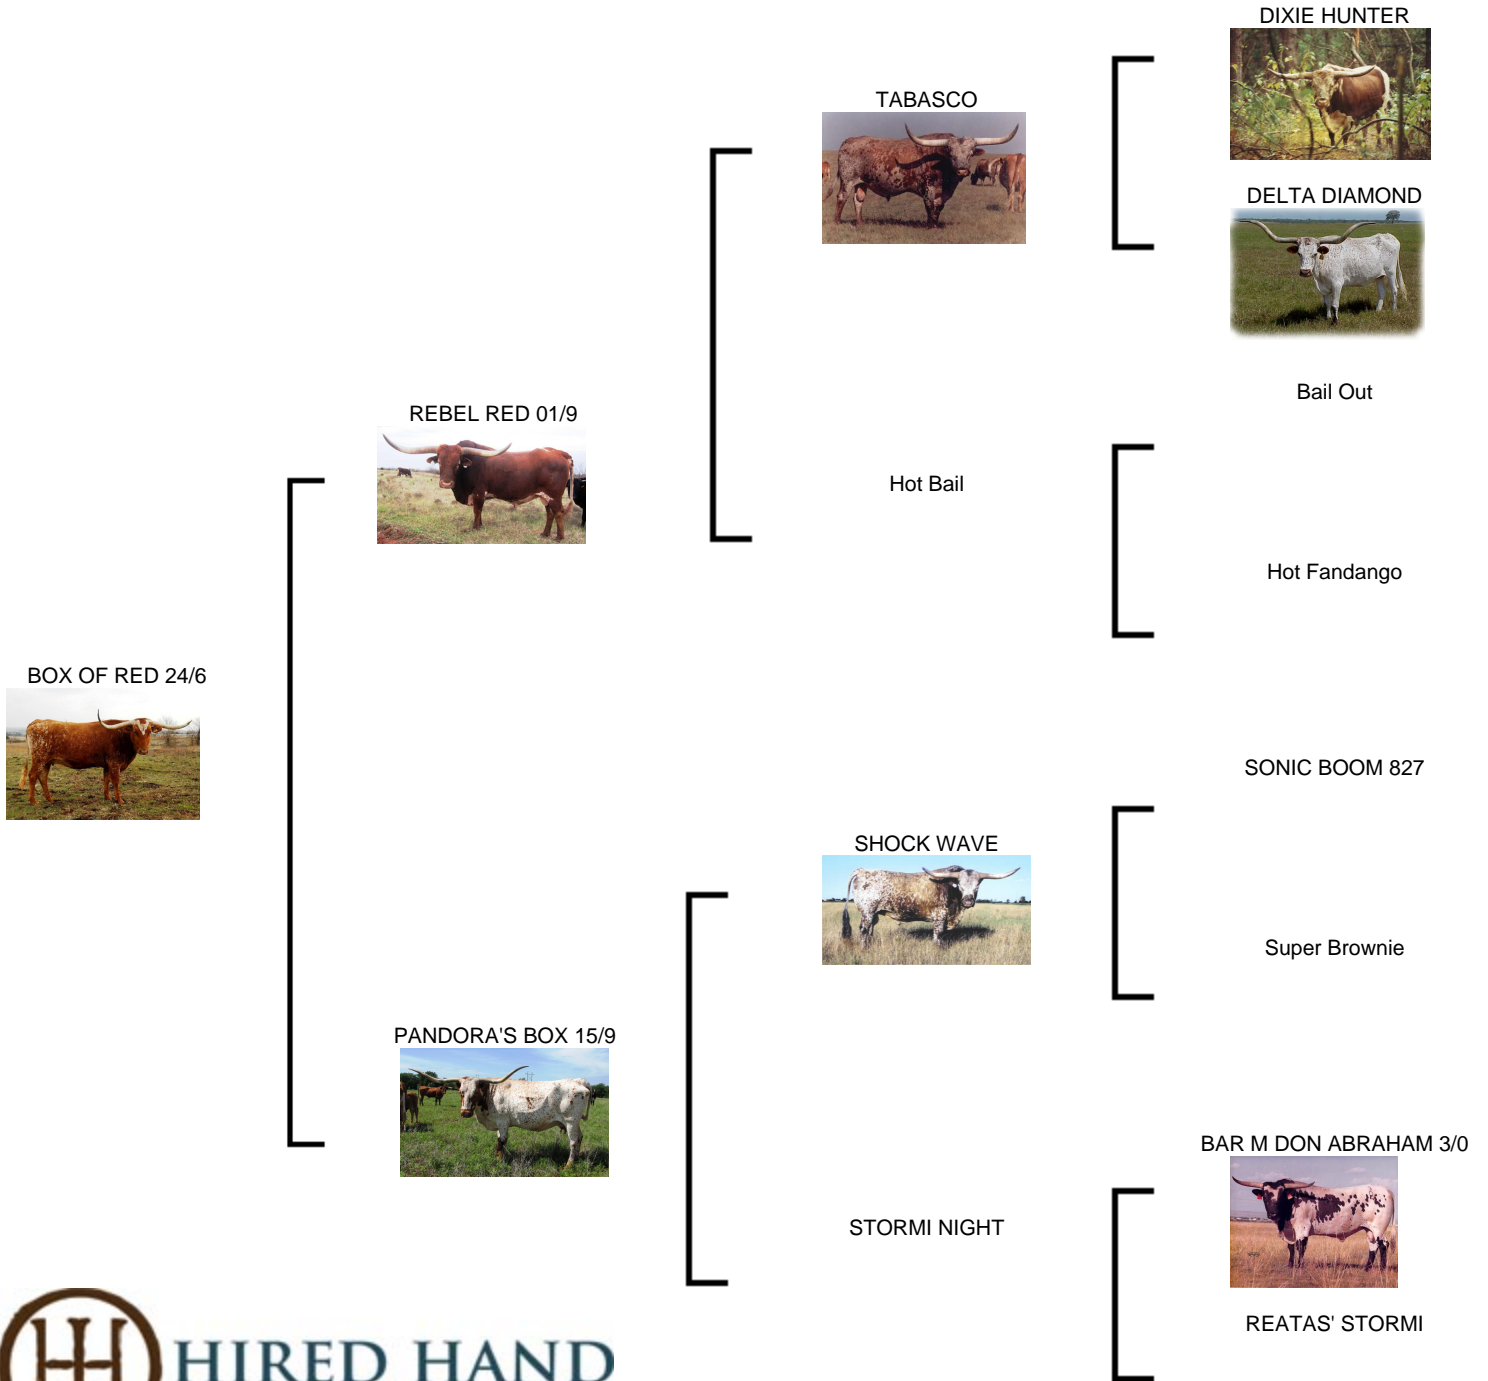 DIXIE HUNTER
TABASCO
DELTA DIAMOND
Bail Out
REBEL RED 01/9
Hot Bail
Hot Fandango
BOX OF RED 24/6
SONIC BOOM 827
SHOCK WAVE
Super Brownie
PANDORA'S BOX 15/9
BAR M DON ABRAHAM 3/0
STORMI NIGHT
REATAS' STORMI
HIRED HAND